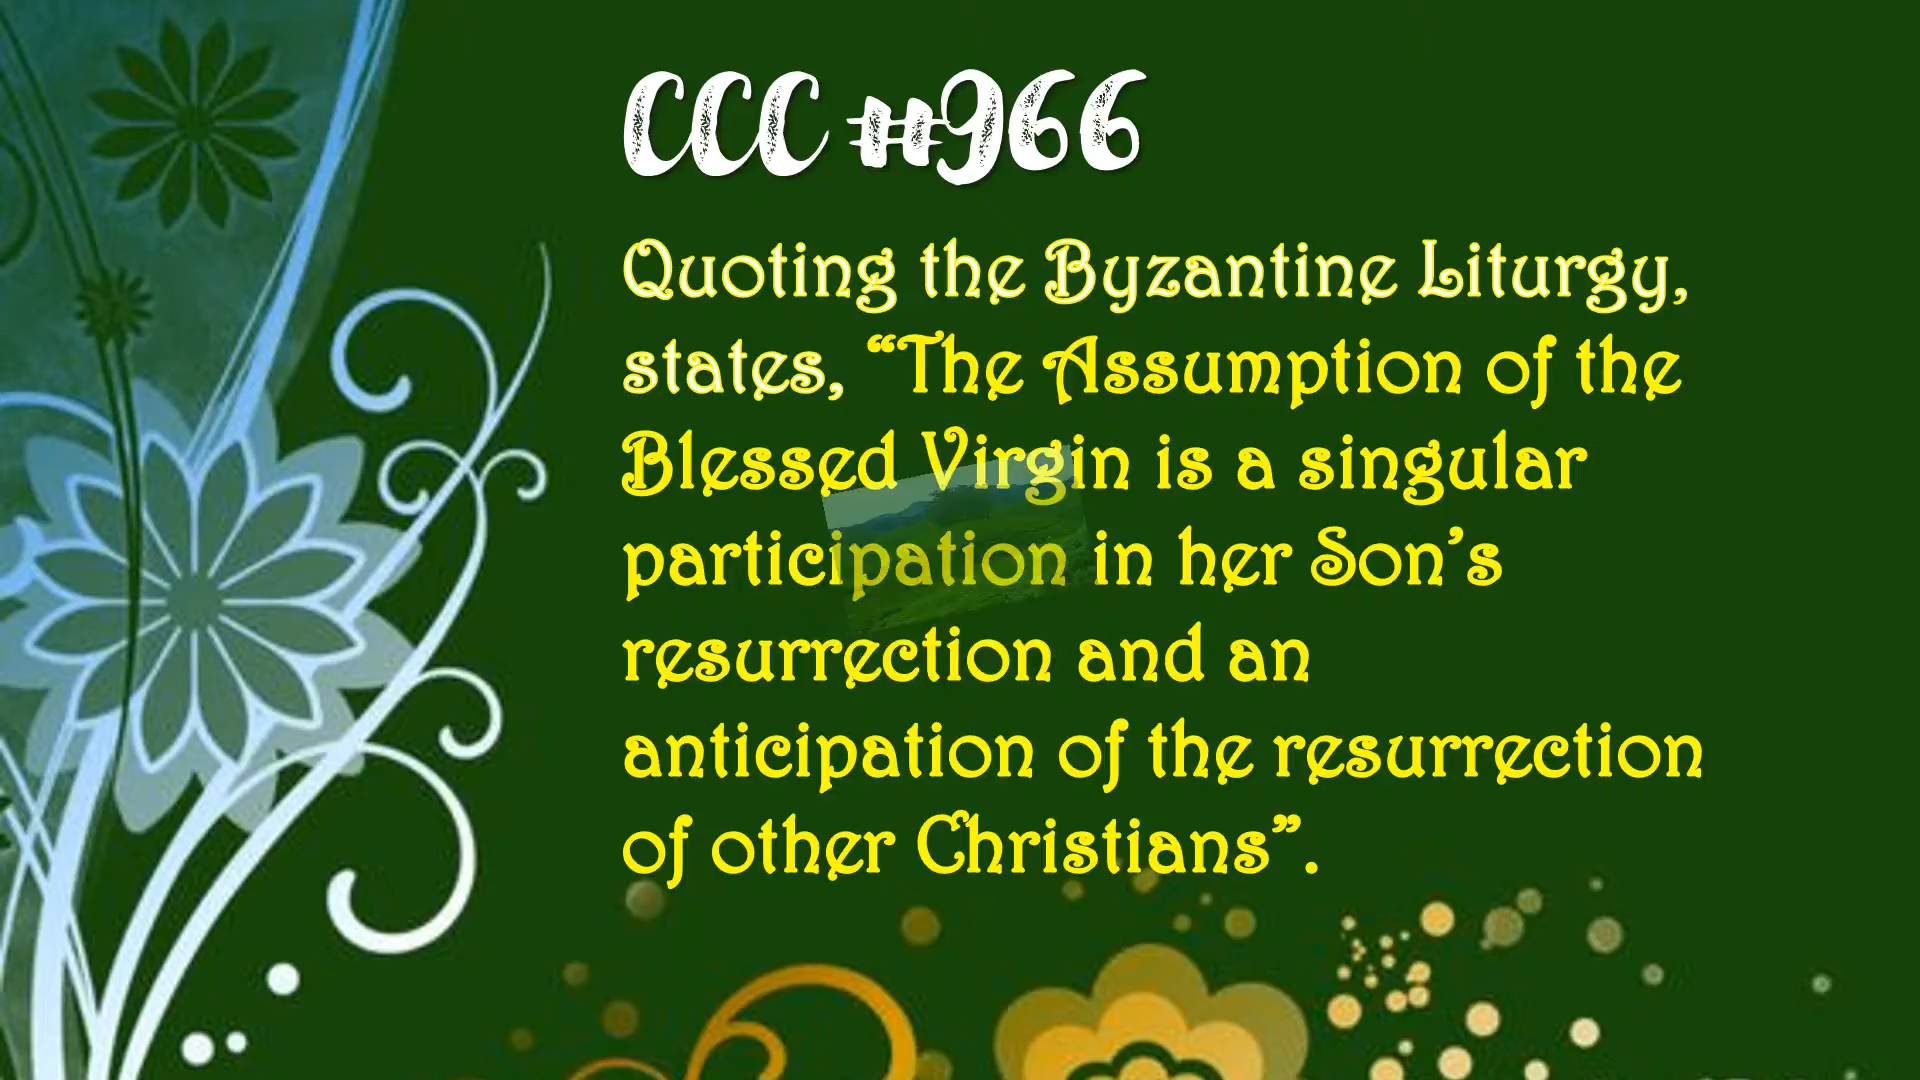 CCC #966
Quoting the Byzantine Liturgy,
states, “The Assumption of the
Blessed Virgin is a singular
participation in her Son’s
resurrection and an
anticipation of the resurrection
of other Christians”.